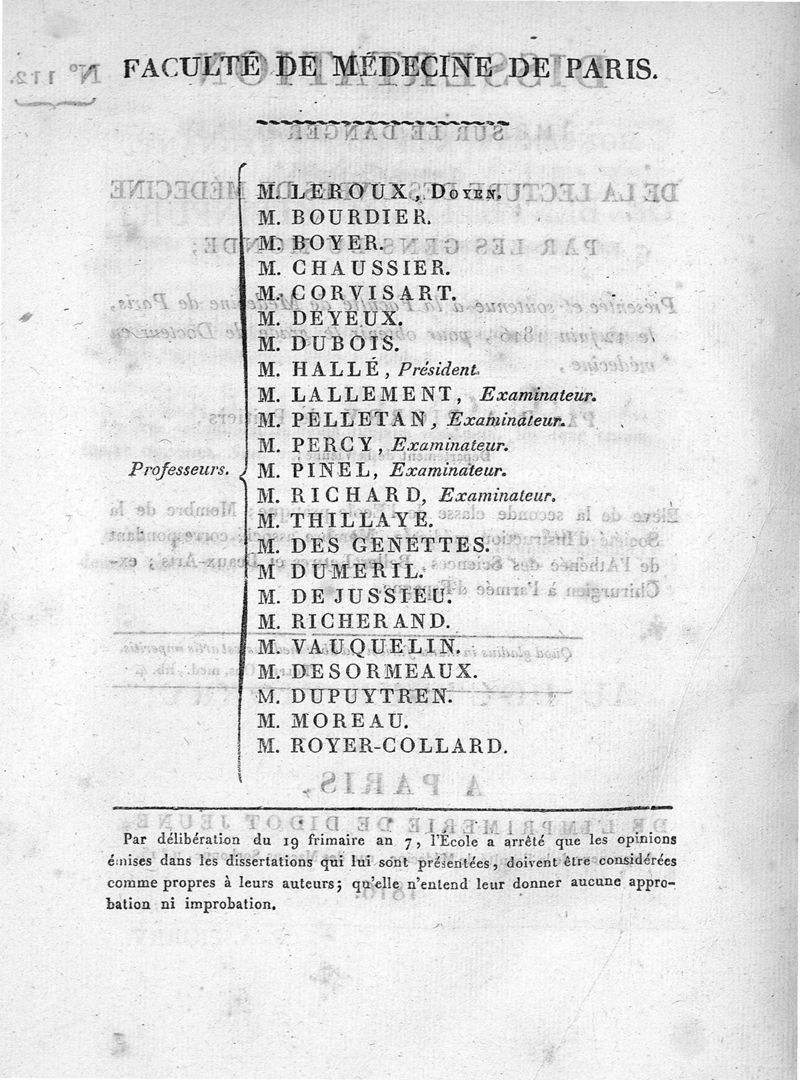 FACULTÉ DE MÉDECINE DE PARIS.
Professeurs.
M. LEROUX, DOYEN.
M. BOURDIER.
M. BOYER.
M. CHAUSSIER.
M. CORVISART.
M. DEYEUX.
M. DUBOIS.
M. HALLÉ, Président.
M. LALLEMENT, Examinateur.
M. PELLETAN, Examinateur.
M. PERCY, Examinateur.
M. PINEL, Examinateur.
M. RICHARD, Examinateur.
M. THILLAYE.
M. DES GENETTES.
M DUMERIL.
M. DE JUSSIEU.
M. RICHERAND.
M. VAUQUELIN.
M. DESORMEAUX.
M. DUPUYTREN.
M. MOREAU.
M. ROYER-COLLARD.
Par délibération du 19 frimaire an 7, l'École a arrêté que les opinions
émises dans les dissertations qui lui sont présentées, doivent être considérées
comme propres à leurs auteurs; qu'elle n'entend leur donner aucune appro-
bation ni improbation.